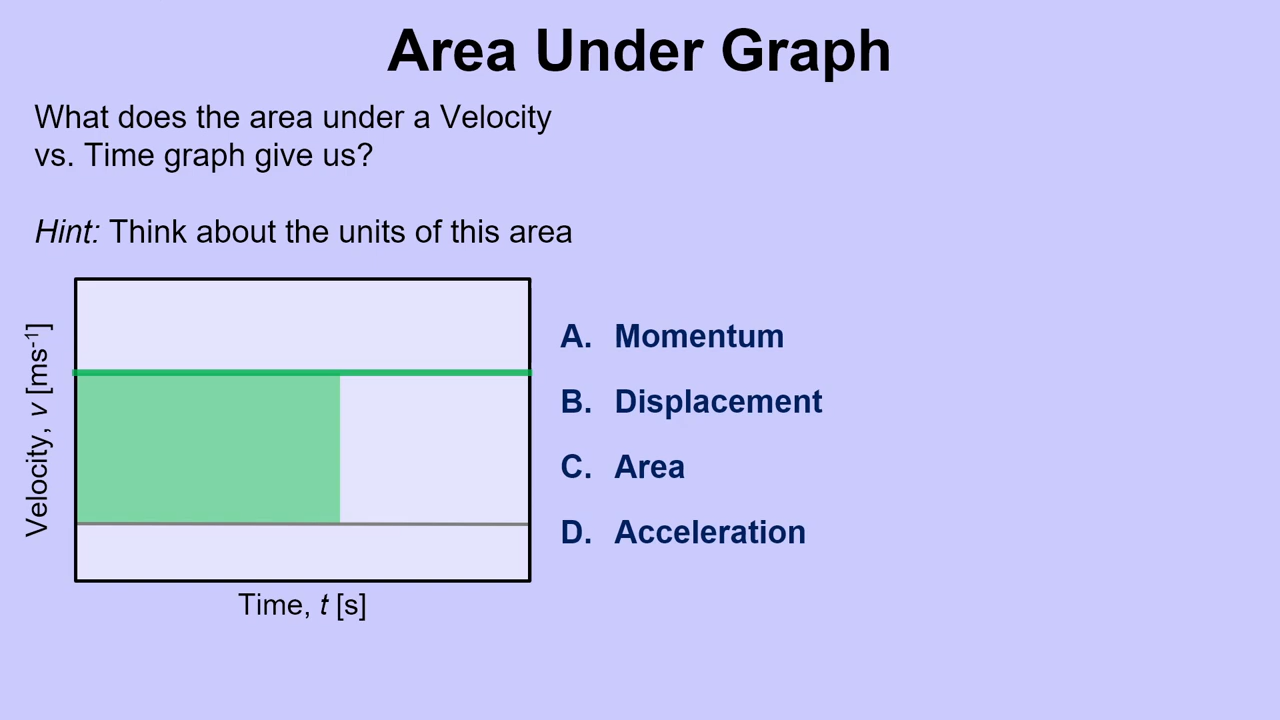 Area Under Graph
What does the area under a Velocity
vs. Time graph give us?
Hint: Think about the units of this area
Velocity, v [ms⁻¹]
Time, t [s]
A. Momentum
B. Displacement
C. Area
D. Acceleration